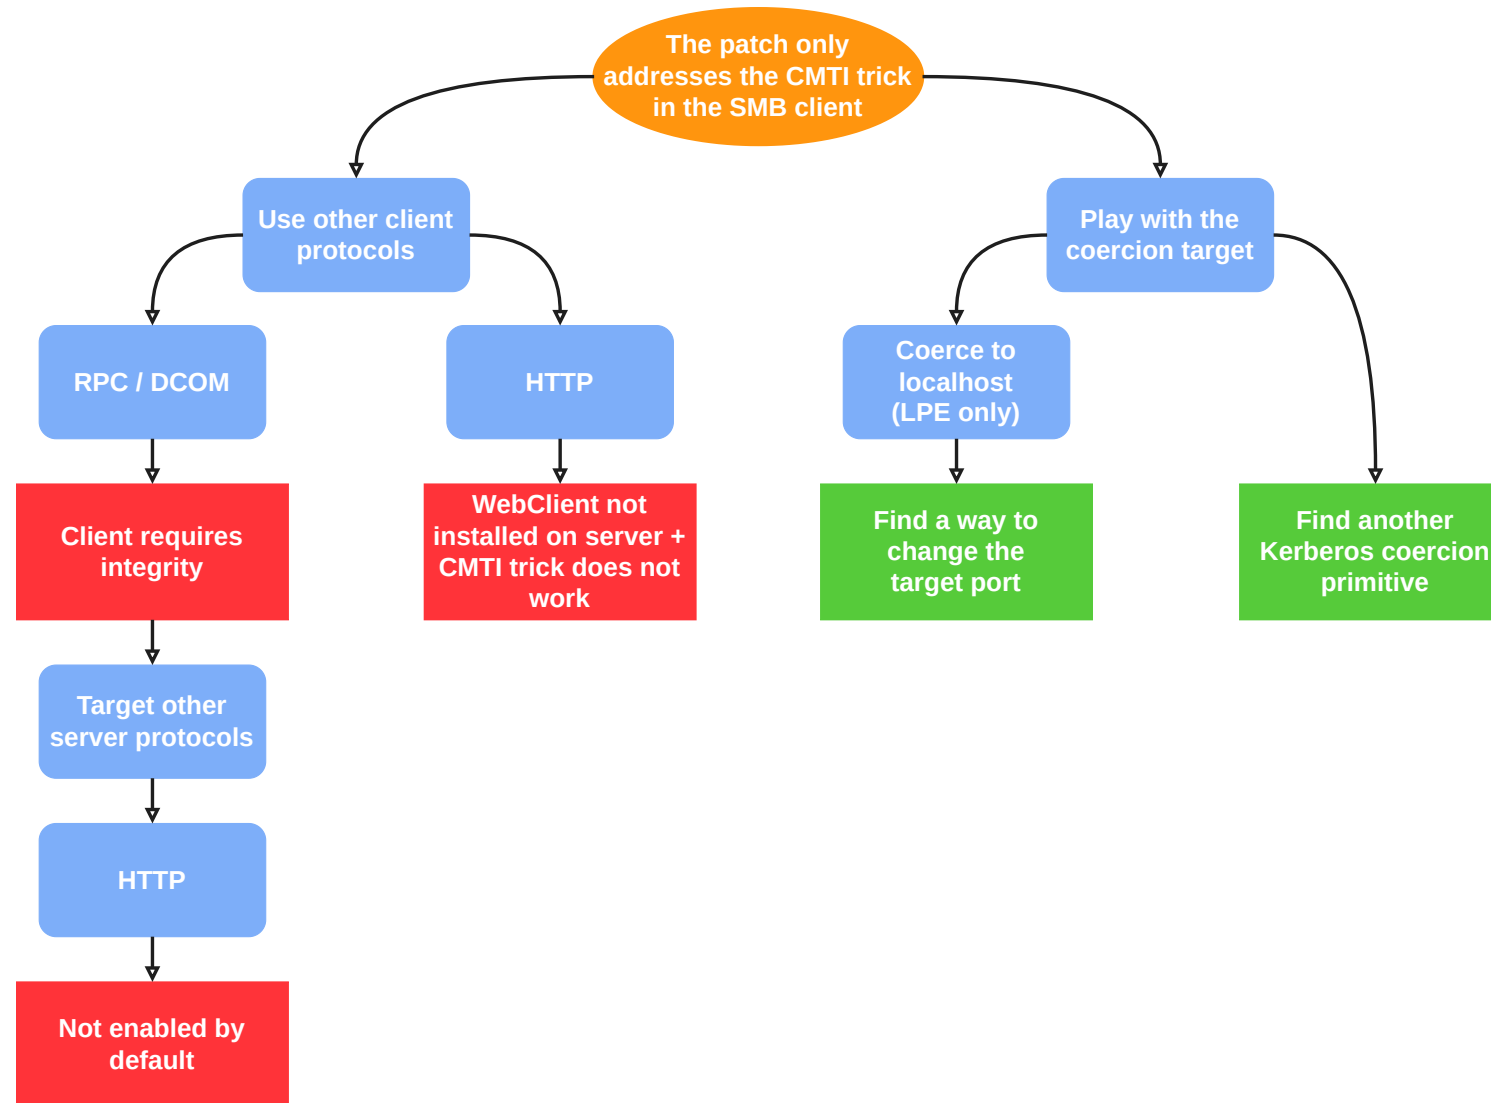 The patch only
addresses the CMTI trick
in the SMB client
Use other client
protocols
Play with the
coercion target
RPC / DCOM
HTTP
Coerce to
localhost
(LPE only)
Client requires
integrity
WebClient not
installed on server +
CMTI trick does not
work
Find a way to
change the
target port
Find another
Kerberos coercion
primitive
Target other
server protocols
HTTP
Not enabled by
default